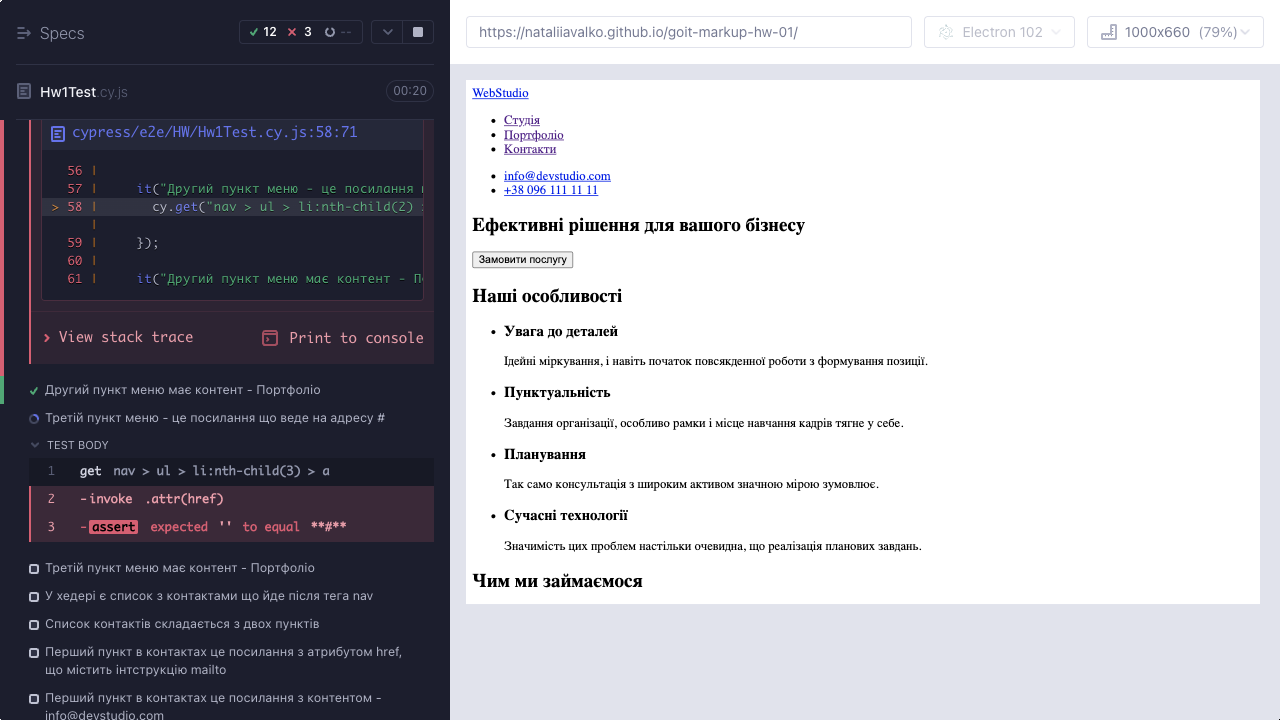 Specs
12 3 --
Hw1Test.cy.js
00:20
cypress/e2e/HW/Hw1Test.cy.js:58:71
56 |
57 | it("Другий пункт меню - це посилання
> 58 | cy.get("nav > ul > li:nth-child(2)
|
59 | });
60 |
61 | it("Другий пункт меню має контент - П
> View stack trace
Print to console
Другий пункт меню має контент - Портфоліо
Третій пункт меню - це посилання що веде на адресу #
TEST BODY
1 get nav > ul > li:nth-child(3) > a
2 -invoke .attr(href)
3 -assert expected '' to equal **#**
Третій пункт меню має контент - Портфоліо
У хедері є список з контактами що йде після тега nav
Список контактів складається з двох пунктів
Перший пункт в контактах це посилання з атрибутом href,
що містить інтструкцію mailto
Перший пункт в контактах це посилання з контентом -
info@devstudio.com
https://nataliiavalko.github.io/goit-markup-hw-01/
Electron 102
1000x660 (79%)
WebStudio
Студія
Портфоліо
Контакти
info@devstudio.com
+38 096 111 11 11
Ефективні рішення для вашого бізнесу
Замовити послугу
Наші особливості
Увага до деталей
Ідейні міркування, і навіть початок повсякденної роботи з формування позиції.
Пунктуальність
Завдання організації, особливо рамки і місце навчання кадрів тягне у себе.
Планування
Так само консультація з широким активом значною мірою зумовлює.
Сучасні технології
Значимість цих проблем настільки очевидна, що реалізація планових завдань.
Чим ми займаємося